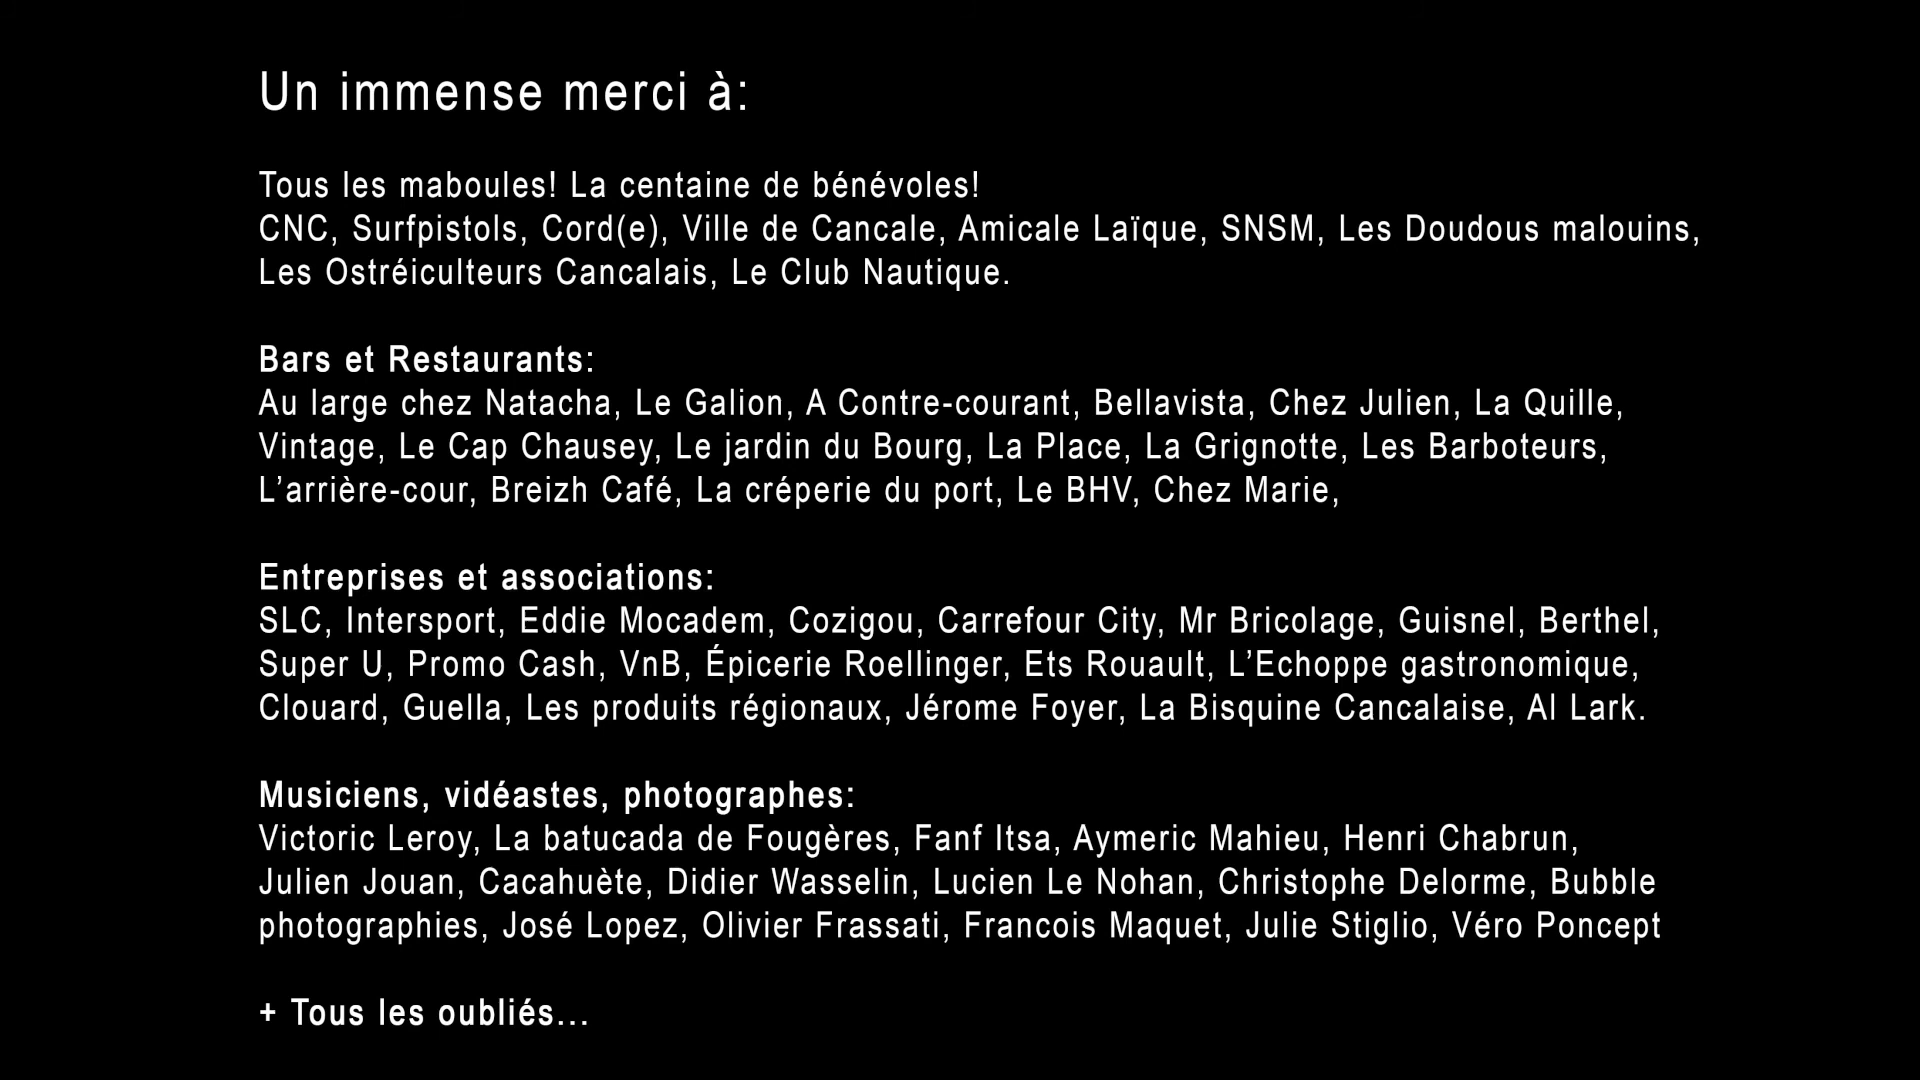 Un immense merci à:
Tous les maboules! La centaine de bénévoles!
CNC, Surfpistols, Cord(e), Ville de Cancale, Amicale Laïque, SNSM, Les Doudous malouins,
Les Ostréiculteurs Cancalais, Le Club Nautique.
Bars et Restaurants:
Au large chez Natacha, Le Galion, A Contre-courant, Bellavista, Chez Julien, La Quille,
Vintage, Le Cap Chausey, Le jardin du Bourg, La Place, La Grignotte, Les Barboteurs,
L’arrière-cour, Breizh Café, La créperie du port, Le BHV, Chez Marie,
Entreprises et associations:
SLC, Intersport, Eddie Mocadem, Cozigou, Carrefour City, Mr Bricolage, Guisnel, Berthel,
Super U, Promo Cash, VnB, Épicerie Roellinger, Ets Rouault, L’Echoppe gastronomique,
Clouard, Guella, Les produits régionaux, Jérome Foyer, La Bisquine Cancalaise, Al Lark.
Musiciens, vidéastes, photographes:
Victoric Leroy, La batucada de Fougères, Fanf Itsa, Aymeric Mahieu, Henri Chabrun,
Julien Jouan, Cacahuète, Didier Wasselin, Lucien Le Nohan, Christophe Delorme, Bubble
photographies, José Lopez, Olivier Frassati, Francois Maquet, Julie Stiglio, Véro Poncept
+ Tous les oubliés...